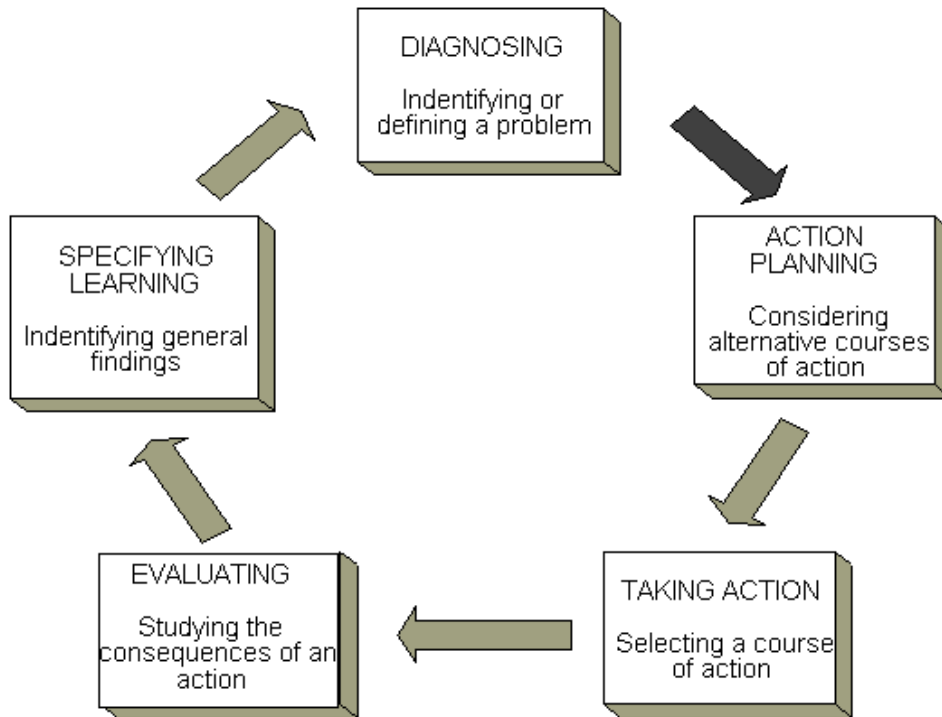 DIAGNOSING
Indentifying or
defining a problem
ACTION
PLANNING
Considering
alternative courses
of action
TAKING ACTION
Selecting a course
of action
EVALUATING
Studying the
consequences of an
action
SPECIFYING
LEARNING
Indentifying general
findings